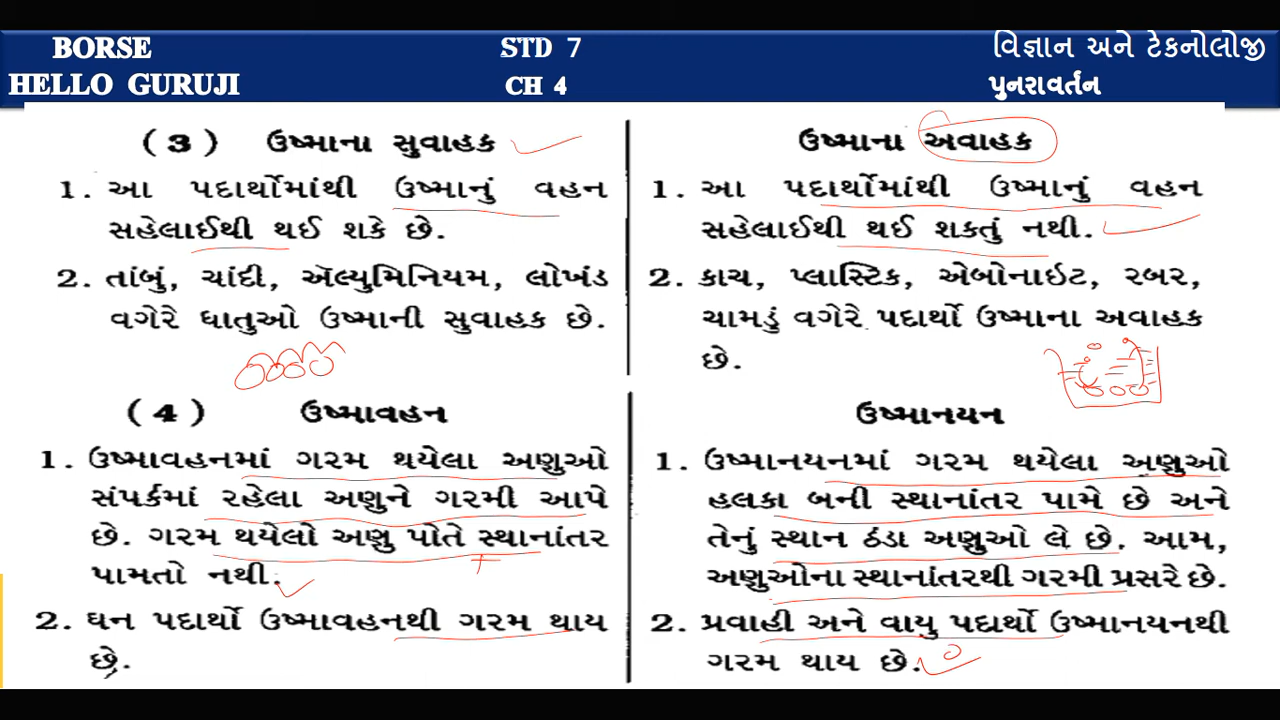 BORSE STD 7 વિજ્ઞાન અને ટેકનોલોજી
HELLO GURUJI CH 4 પુનરાવર્તન
( 3 ) ઉષ્માના સુવાહક
1. આ પદાર્થોમાંથી ઉષ્માનું વહન
સહેલાઈથી થઈ શકે છે.
2. તાંબું, ચાંદી, ઍલ્યુમિનિયમ, લોખંડ
વગેરે ધાતુઓ ઉષ્માની સુવાહક છે.
ઉષ્માના અવાહક
1. આ પદાર્થોમાંથી ઉષ્માનું વહન
સહેલાઈથી થઈ શકતું નથી.
2. કાચ, પ્લાસ્ટિક, એબોનાઇટ, રબર,
ચામડું વગેરે પદાર્થો ઉષ્માના અવાહક
છે.
( 4 ) ઉષ્માવહન
1. ઉષ્માવહનમાં ગરમ થયેલા અણુઓ
સંપર્કમાં રહેલા અણુને ગરમી આપે
છે. ગરમ થયેલો અણુ પોતે સ્થાનાંતર
પામતો નથી.
2. ઘન પદાર્થો ઉષ્માવહનથી ગરમ થાય
છે.
ઉષ્માનયન
1. ઉષ્માનયનમાં ગરમ થયેલા અણુઓ
હલકા બની સ્થાનાંતર પામે છે અને
તેનું સ્થાન ઠંડા અણુઓ લે છે. આમ,
અણુઓના સ્થાનાંતરથી ગરમી પ્રસરે છે.
2. પ્રવાહી અને વાયુ પદાર્થો ઉષ્માનયનથી
ગરમ થાય છે.